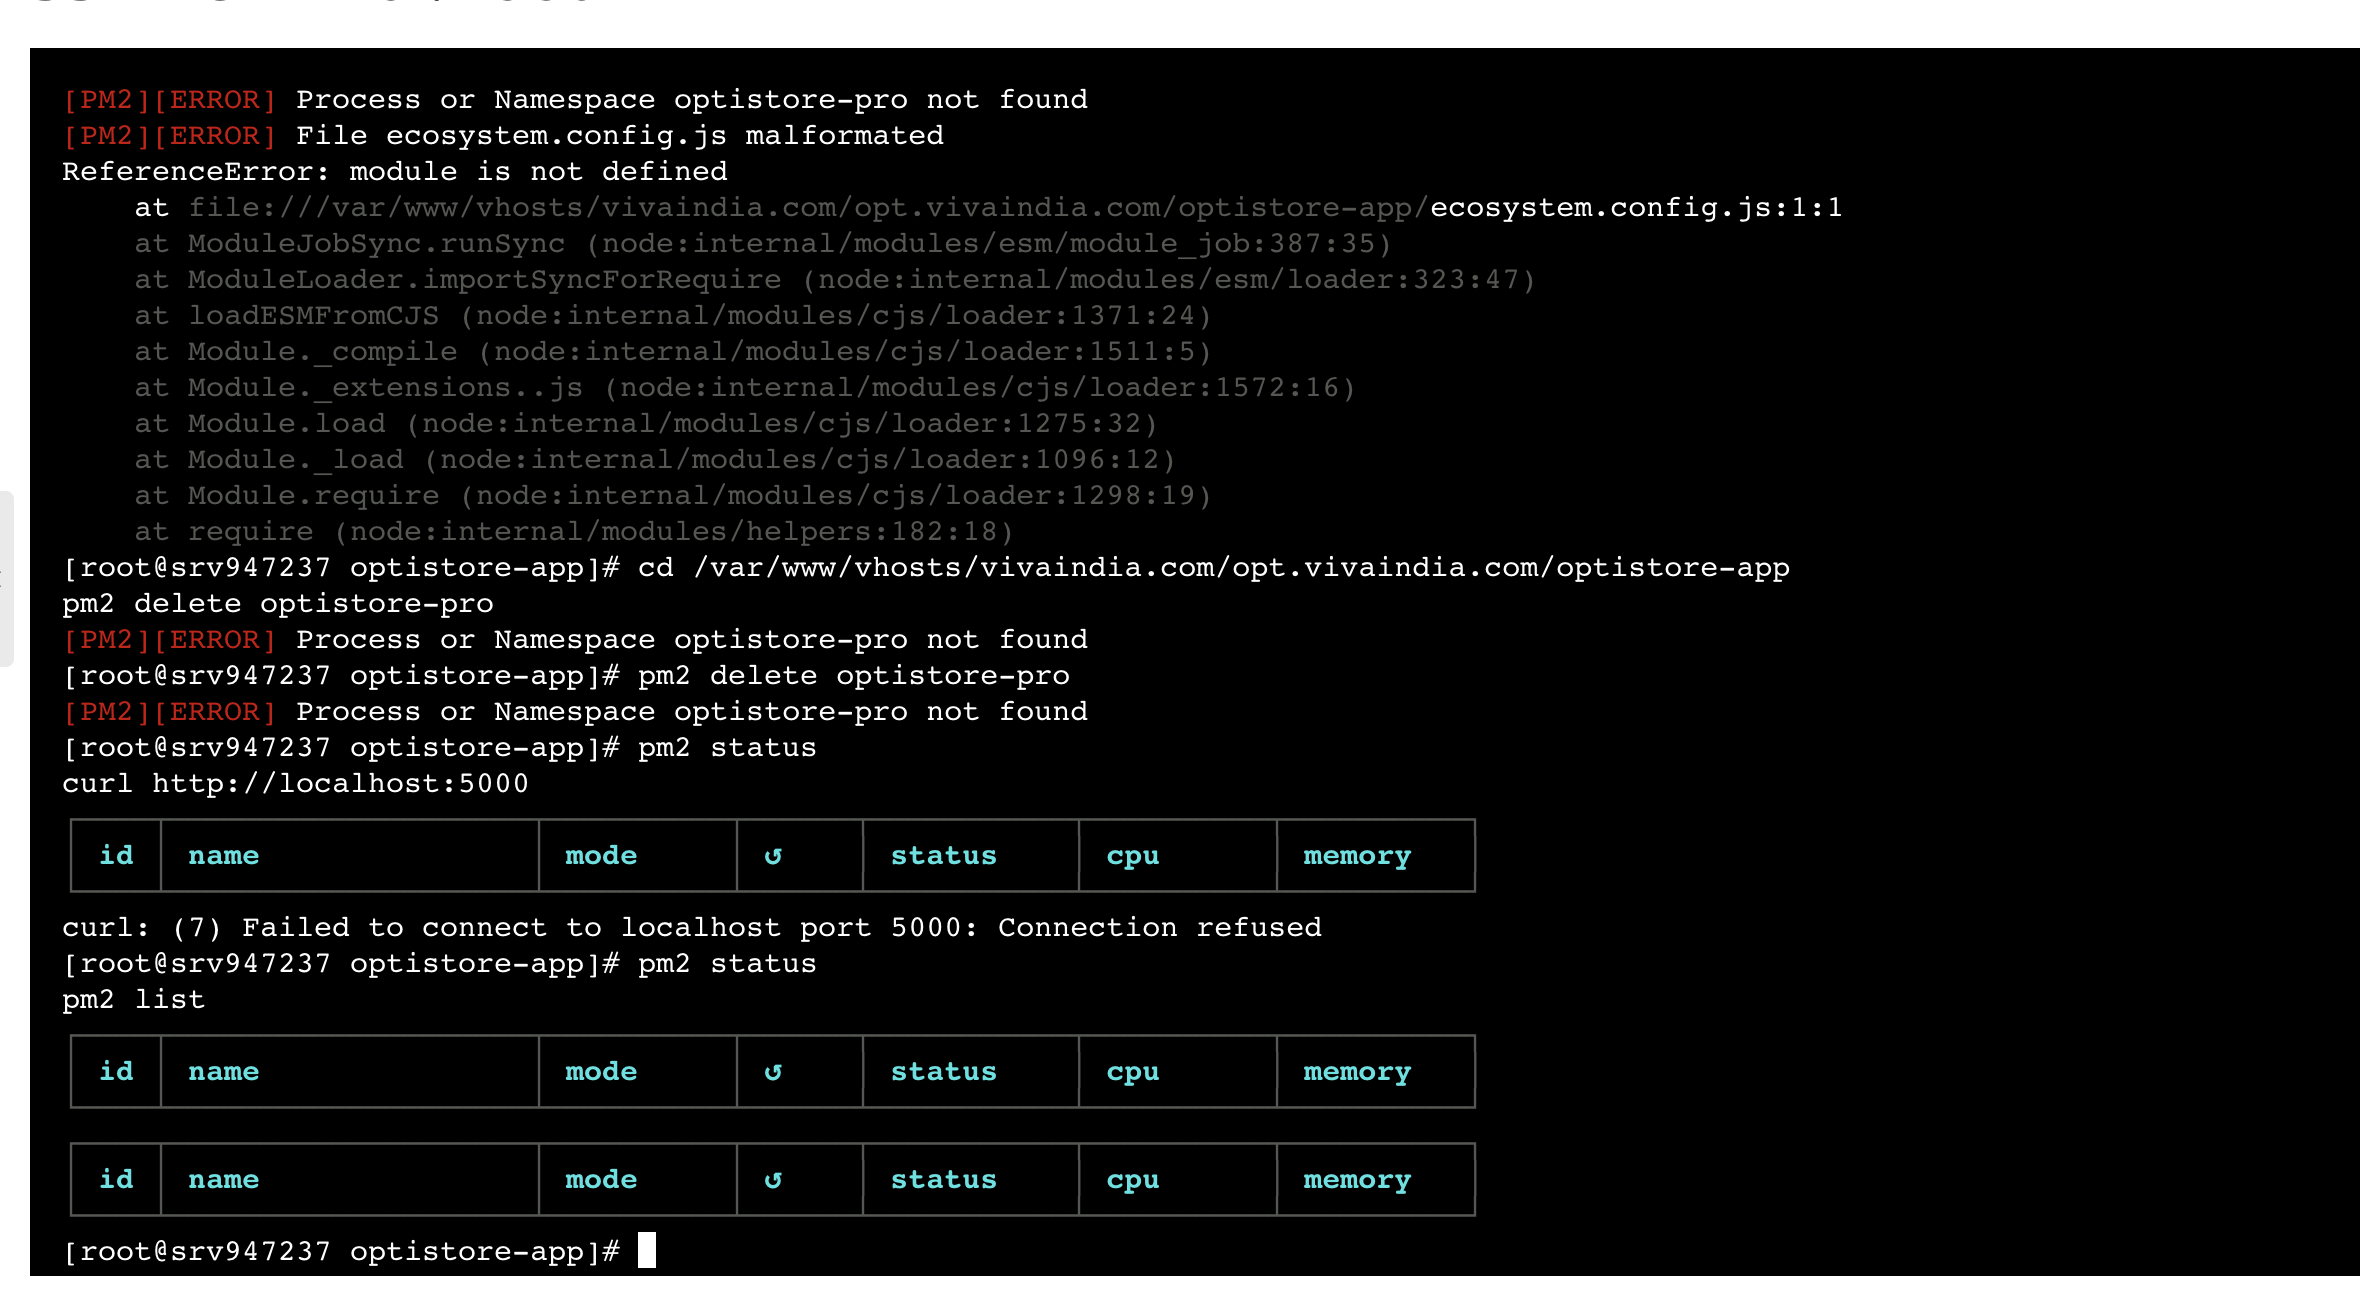 [PM2][ERROR] Process or Namespace optistore-pro not found
[PM2][ERROR] File ecosystem.config.js malformated
ReferenceError: module is not defined
    at file:///var/www/vhosts/vivaindia.com/opt.vivaindia.com/optistore-app/ecosystem.config.js:1:1
    at ModuleJobSync.runSync (node:internal/modules/esm/module_job:387:35)
    at ModuleLoader.importSyncForRequire (node:internal/modules/esm/loader:323:47)
    at loadESMFromCJS (node:internal/modules/cjs/loader:1371:24)
    at Module._compile (node:internal/modules/cjs/loader:1511:5)
    at Module._extensions..js (node:internal/modules/cjs/loader:1572:16)
    at Module.load (node:internal/modules/cjs/loader:1275:32)
    at Module._load (node:internal/modules/cjs/loader:1096:12)
    at Module.require (node:internal/modules/cjs/loader:1298:19)
    at require (node:internal/modules/helpers:182:18)
[root@srv947237 optistore-app]# cd /var/www/vhosts/vivaindia.com/opt.vivaindia.com/optistore-app
pm2 delete optistore-pro
[PM2][ERROR] Process or Namespace optistore-pro not found
[root@srv947237 optistore-app]# pm2 delete optistore-pro
[PM2][ERROR] Process or Namespace optistore-pro not found
[root@srv947237 optistore-app]# pm2 status
curl http://localhost:5000
id name mode ↺ status cpu memory
curl: (7) Failed to connect to localhost port 5000: Connection refused
[root@srv947237 optistore-app]# pm2 status
pm2 list
id name mode ↺ status cpu memory
id name mode ↺ status cpu memory
[root@srv947237 optistore-app]#